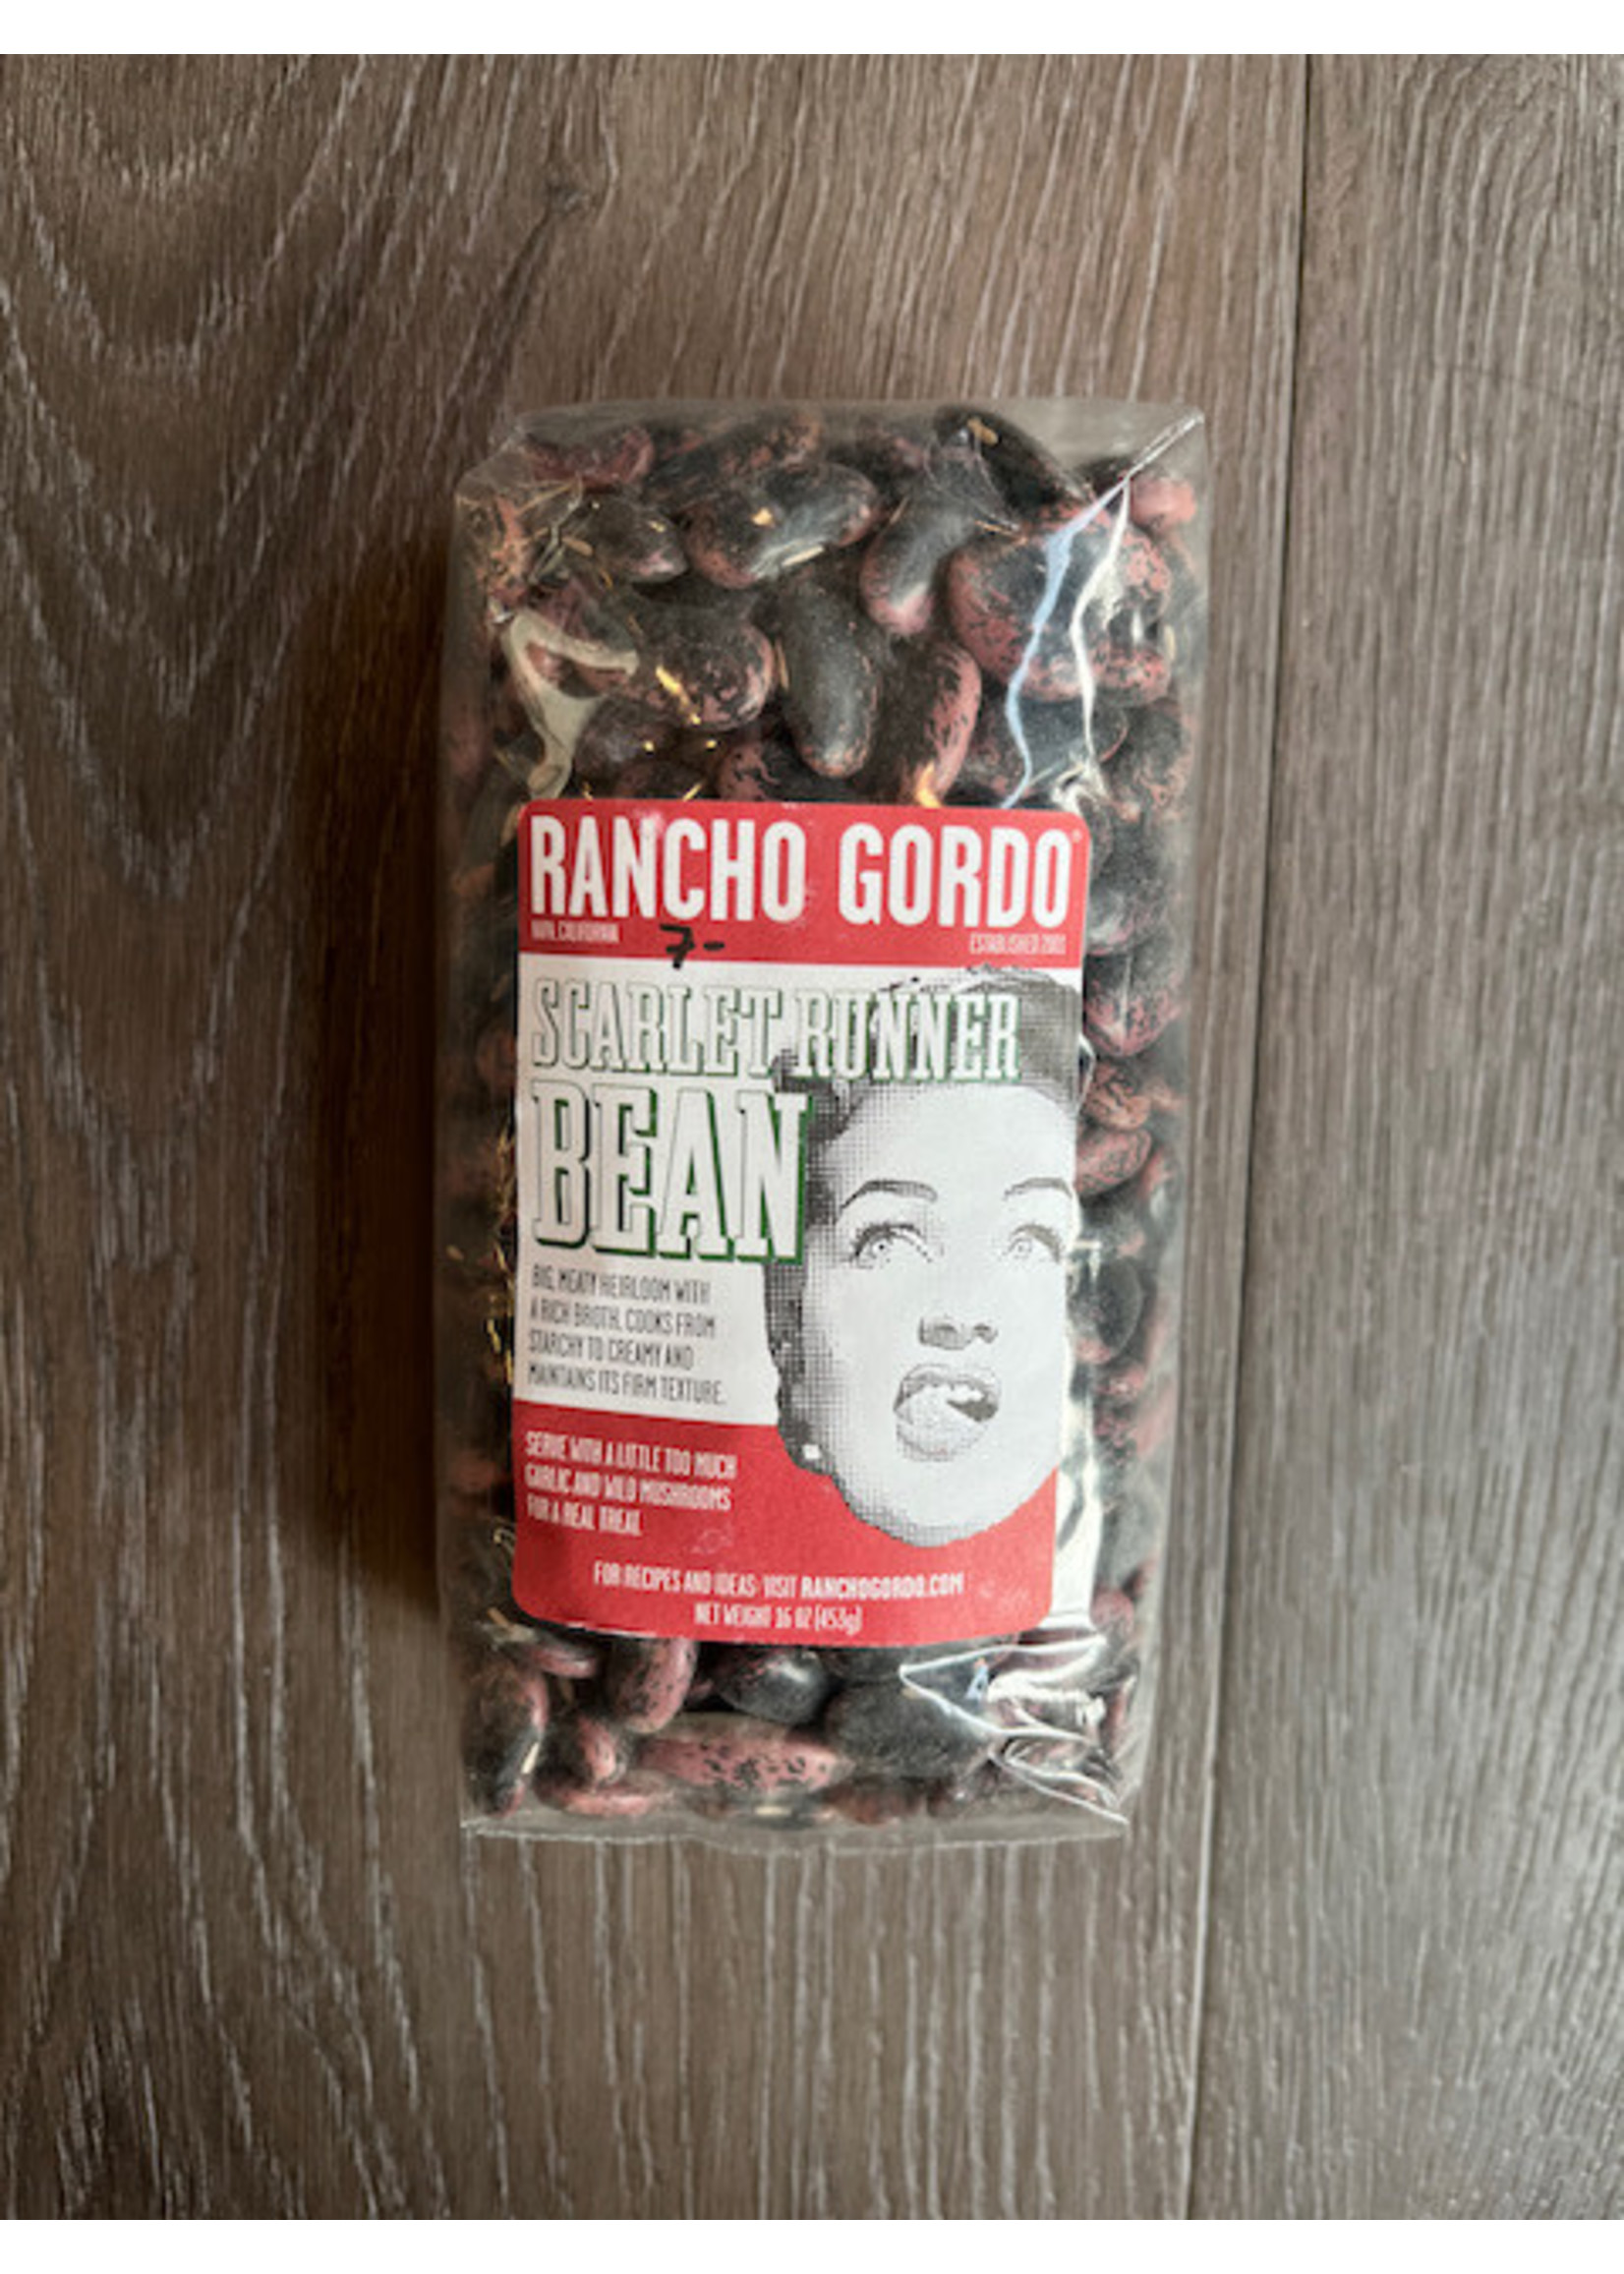 RANCHO GORDO®
100% CALIFORNIA
ESTABLISHED 2001
7-
SCARLET RUNNER
BEAN
BIG, MEATY HEIRLOOM WITH
A RICH BROTH. COOKS FROM
STARCHY TO CREAMY AND
MAINTAINS ITS FIRM TEXTURE.
SERVE WITH A LITTLE TOO MUCH
GARLIC AND WILD MUSHROOMS
FOR A REAL TREAT.
FOR RECIPES AND IDEAS VISIT RANCHOGORDO.COM
NET WEIGHT 16 OZ (453g)